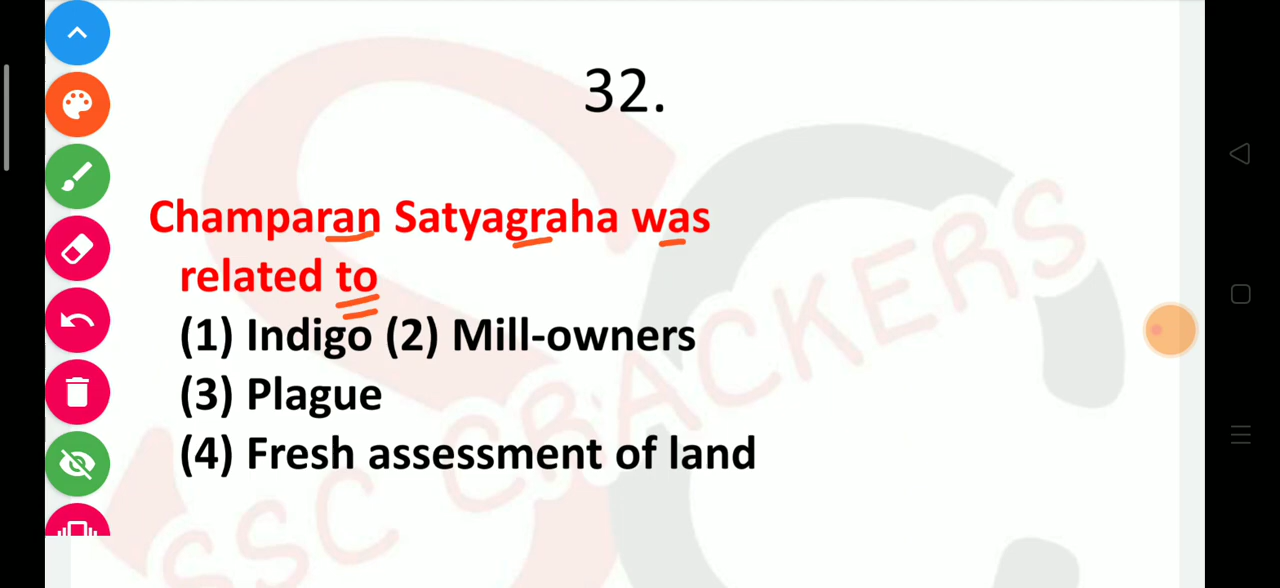 32.
Champaran Satyagraha was
related to
(1) Indigo (2) Mill-owners
(3) Plague
(4) Fresh assessment of land
SSC CRACKERS